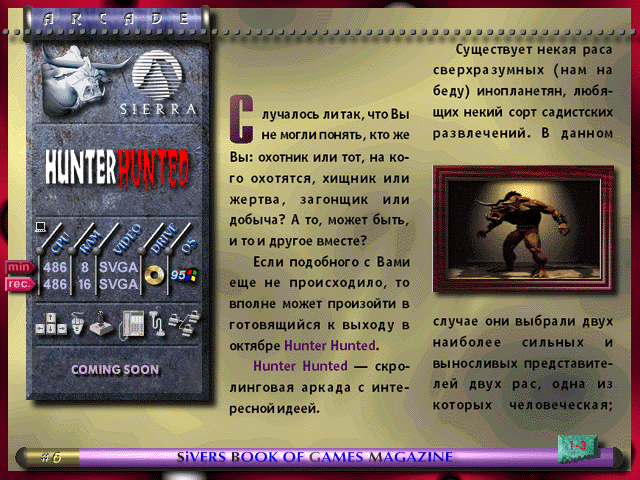 ARCADE
SIERRA
HUNTER HUNTED
CPU RAM VIDEO DRIVE OS
min 486 8 SVGA 95
rec. 486 16 SVGA
COMING SOON
Случалось ли так, что Вы
не могли понять, кто же
Вы: охотник или тот, на ко-
го охотятся, хищник или
жертва, загонщик или
добыча? А то, может быть,
и то и другое вместе?
Если подобного с Вами
еще не происходило, то
вполне может произойти в
готовящийся к выходу в
октябре Hunter Hunted.
Hunter Hunted — скро-
линговая аркада с инте-
ресной идеей.
Существует некая раса
сверхразумных (нам на
беду) инопланетян, любя-
щих некий сорт садистских
развлечений. В данном
случае они выбрали двух
наиболее сильных и
выносливых представите-
лей двух рас, одна из
которых человеческая;
#6
SiVERS BOOK OF GAMES MAGAZINE
1-3